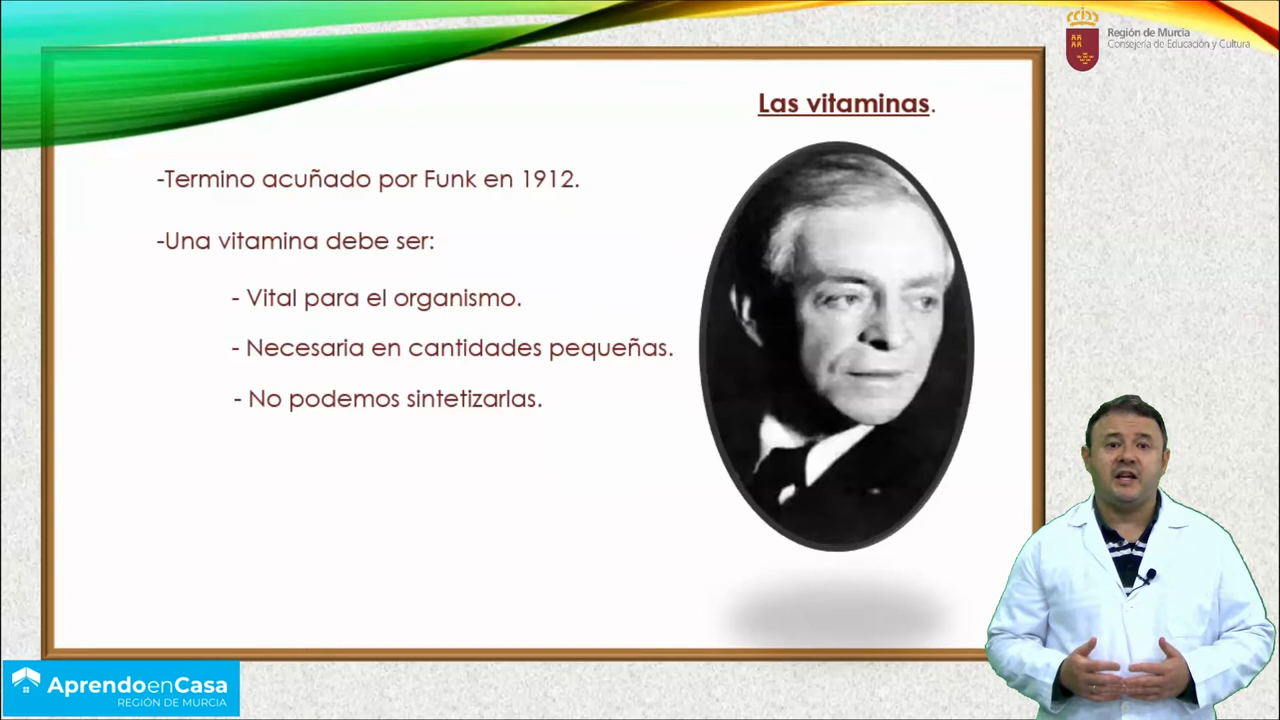 Región de Murcia
Consejería de Educación y Cultura
Las vitaminas.
-Termino acuñado por Funk en 1912.
-Una vitamina debe ser:
- Vital para el organismo.
- Necesaria en cantidades pequeñas.
- No podemos sintetizarlas.
AprendoenCasa
REGIÓN DE MURCIA